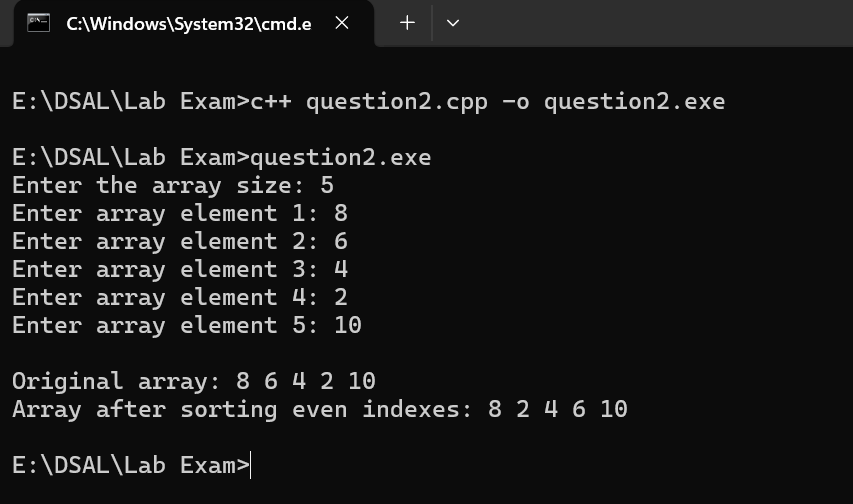 C:\Windows\System32\cmd.e
E:\DSAL\Lab Exam>c++ question2.cpp -o question2.exe
E:\DSAL\Lab Exam>question2.exe
Enter the array size: 5
Enter array element 1: 8
Enter array element 2: 6
Enter array element 3: 4
Enter array element 4: 2
Enter array element 5: 10
Original array: 8 6 4 2 10
Array after sorting even indexes: 8 2 4 6 10
E:\DSAL\Lab Exam>